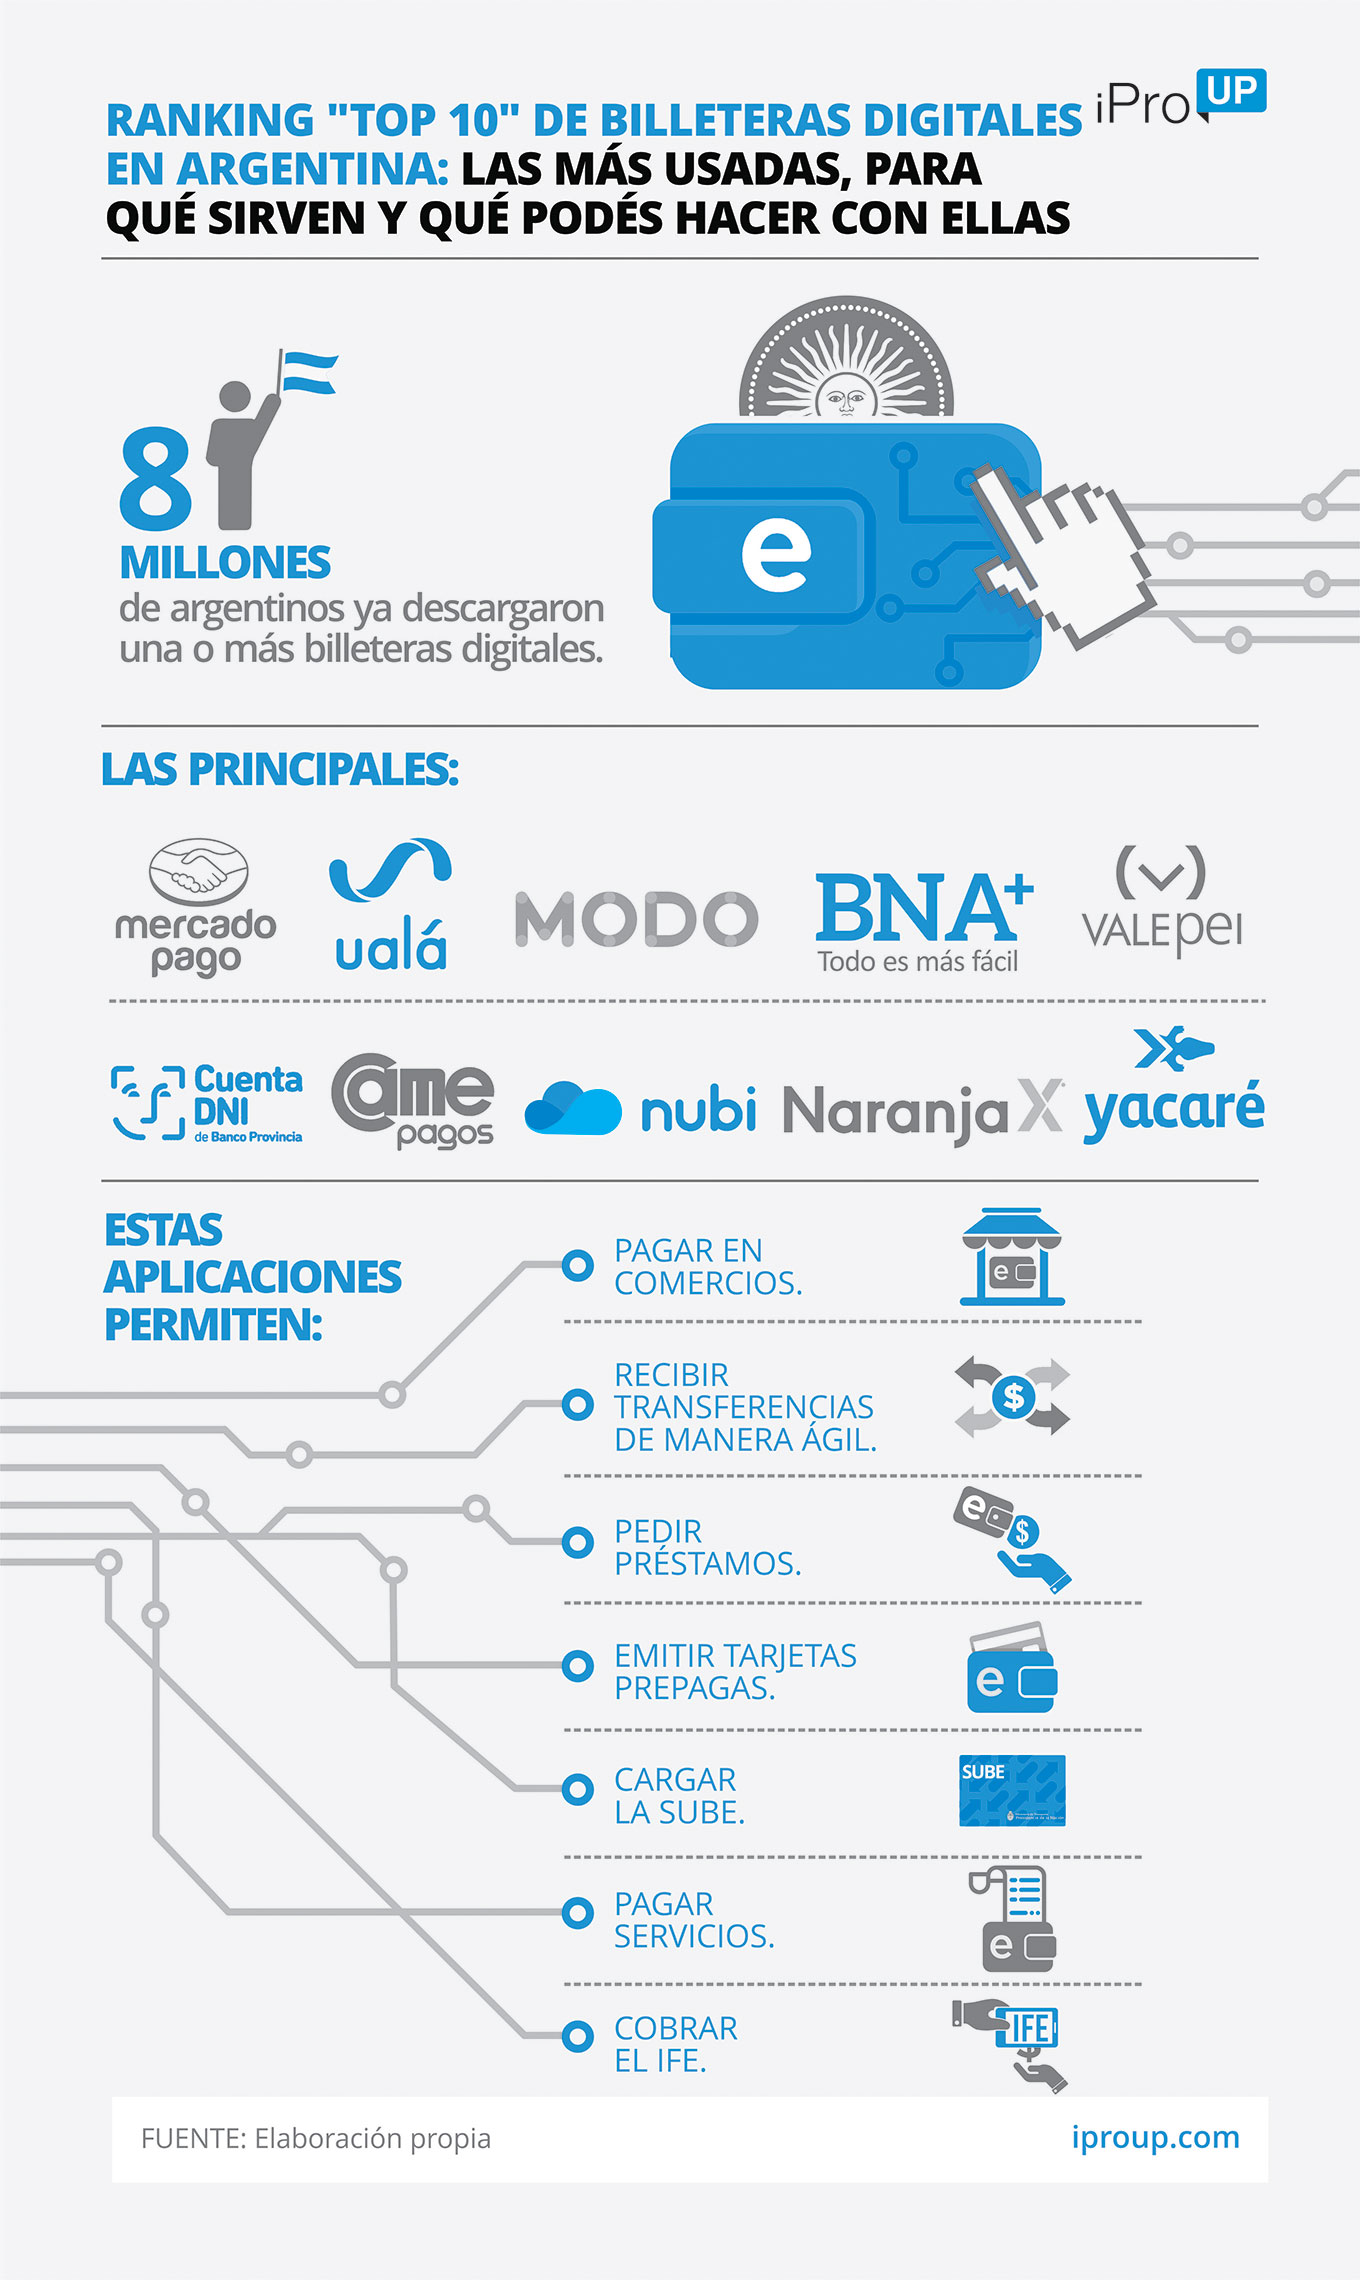 iPro UP
RANKING "TOP 10" DE BILLETERAS DIGITALES
EN ARGENTINA: LAS MÁS USADAS, PARA
QUÉ SIRVEN Y QUÉ PODÉS HACER CON ELLAS
8
MILLONES
de argentinos ya descargaron
una o más billeteras digitales.
e
LAS PRINCIPALES:
mercado
pago
ualá
MODO
BNA+
Todo es más fácil
VALEpei
Cuenta
DNI
de Banco Provincia
Came
pagos
nubi
Naranja X
yacaré
ESTAS
APLICACIONES
PERMITEN:
PAGAR EN
COMERCIOS.
e
RECIBIR
TRANSFERENCIAS
DE MANERA ÁGIL.
$
PEDIR
PRÉSTAMOS.
e
$
EMITIR TARJETAS
PREPAGAS.
e
CARGAR
LA SUBE.
SUBE
PAGAR
SERVICIOS.
e
COBRAR
EL IFE.
IFE
$
FUENTE: Elaboración propia
iproup.com